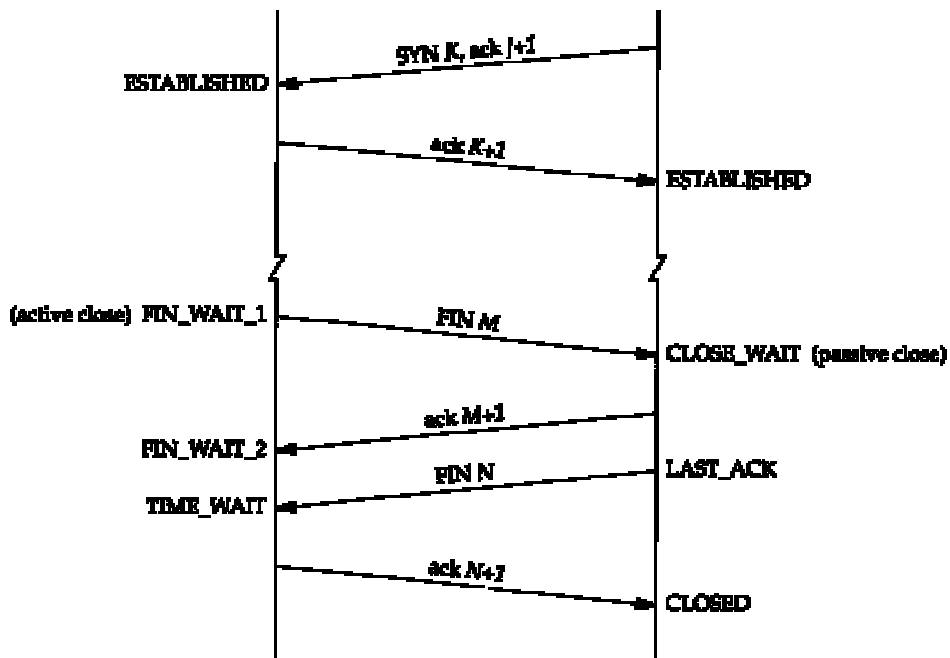 SYN K, ack J+1
ESTABLISHED
ack K+1
ESTABLISHED
(active close) FIN_WAIT_1
FIN M
CLOSE_WAIT (passive close)
ack M+1
FIN_WAIT_2
FIN N
LAST_ACK
TIME_WAIT
ack N+1
CLOSED